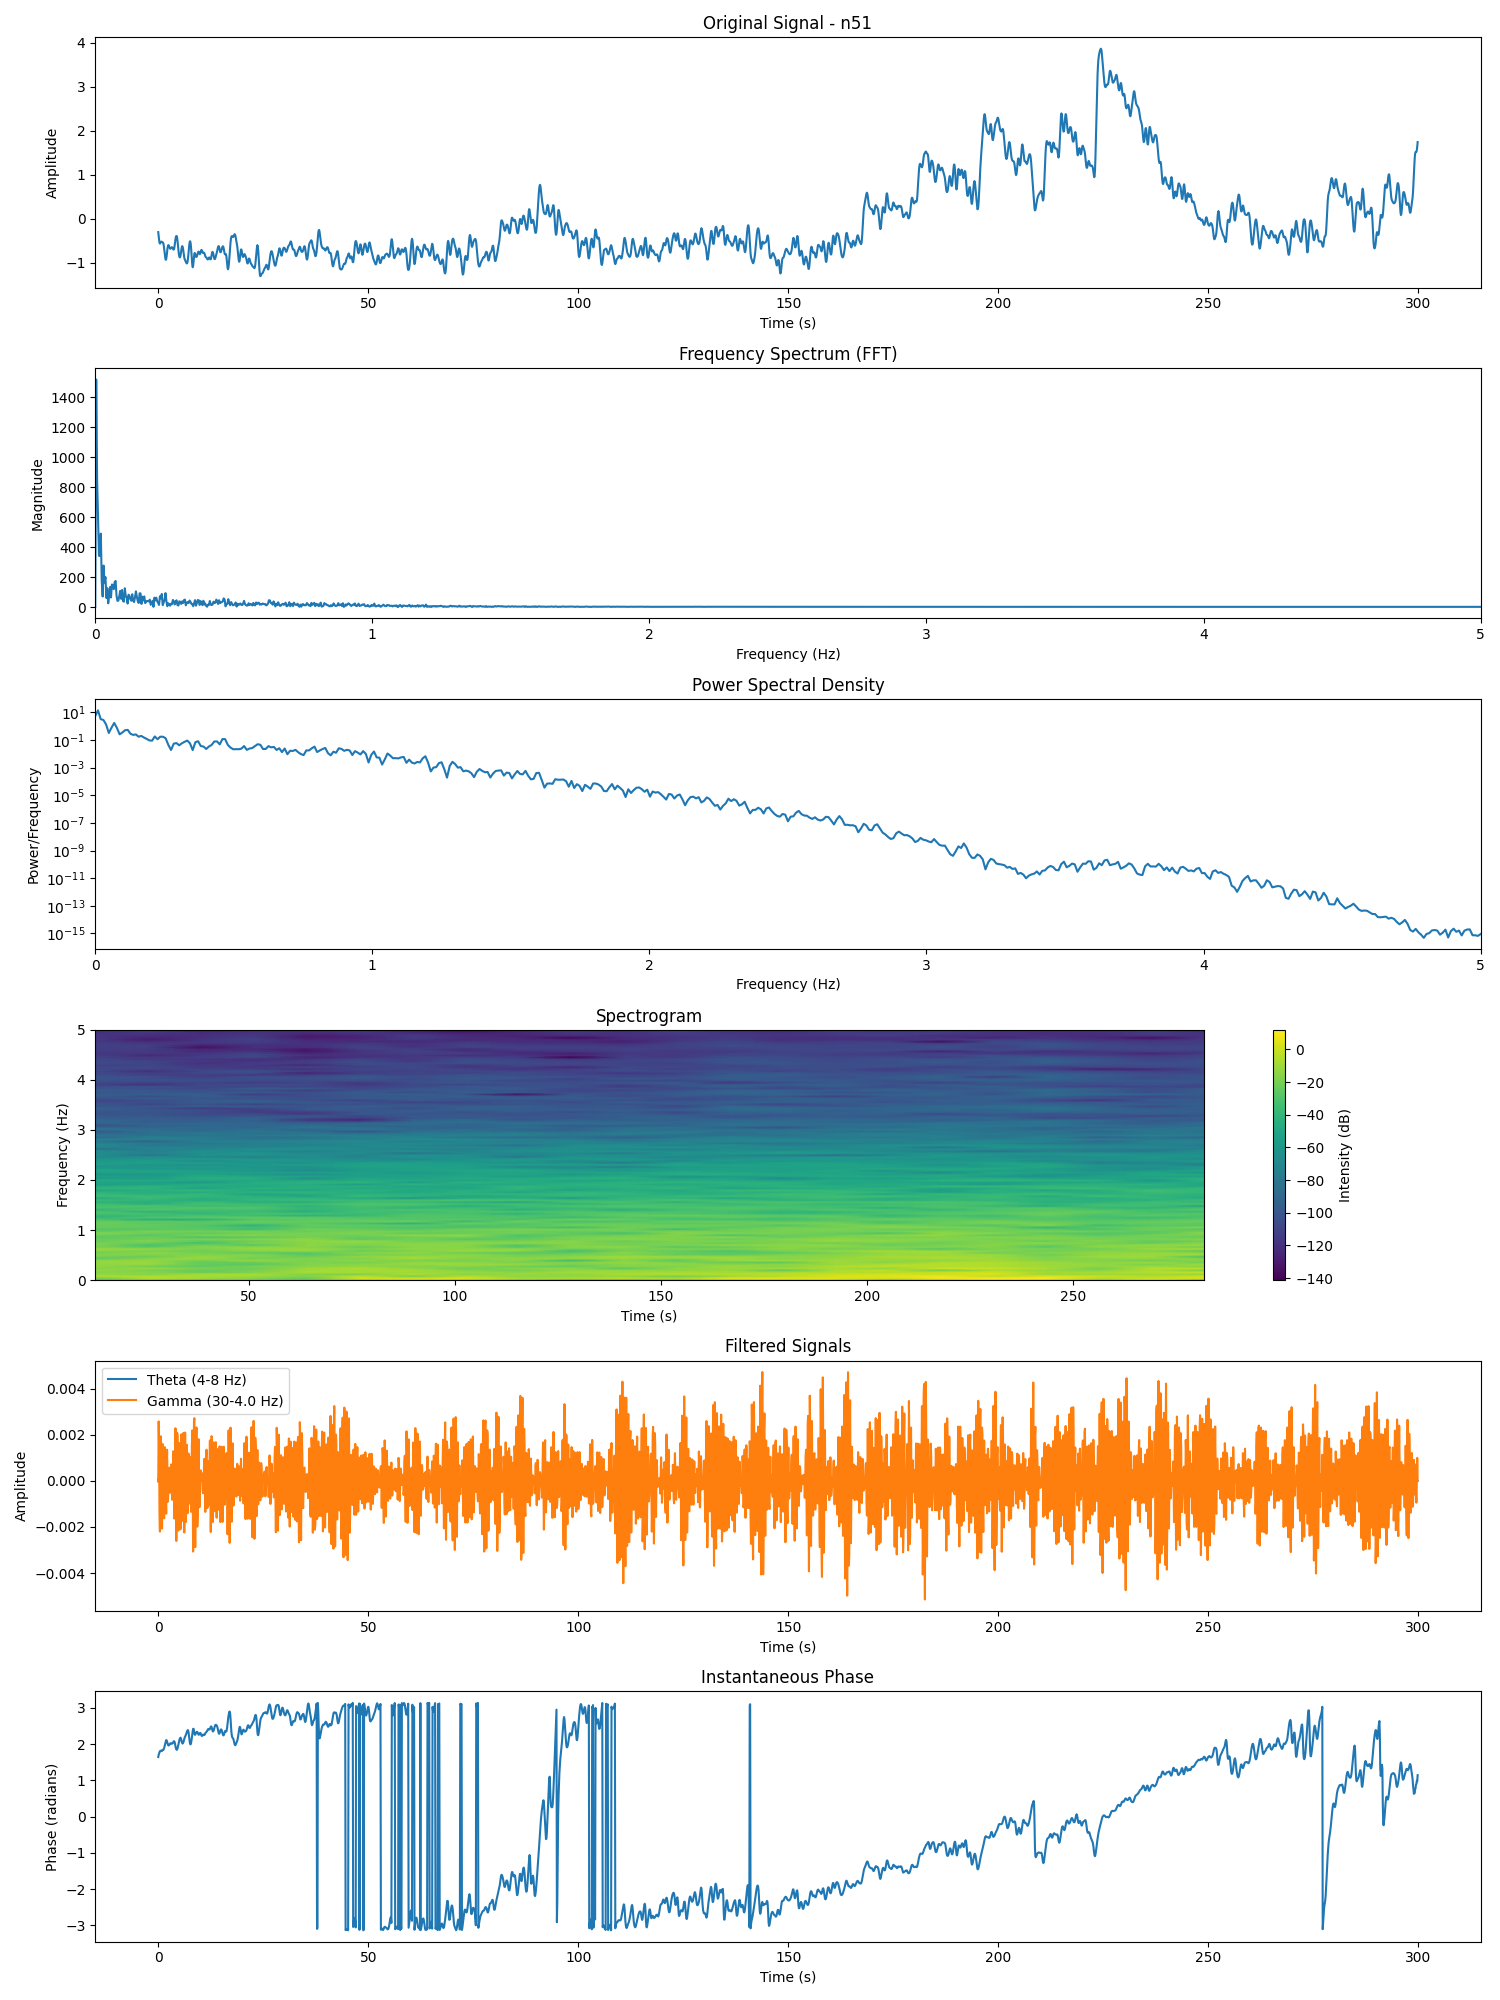 Original Signal - n51
4
3
2
1
0
−1
Amplitude
0 50 100 150 200 250 300
Time (s)
Frequency Spectrum (FFT)
1400
1200
1000
800
600
400
200
0
Magnitude
0 1 2 3 4 5
Frequency (Hz)
Power Spectral Density
10¹
10⁻¹
10⁻³
10⁻⁵
10⁻⁷
10⁻⁹
10⁻¹¹
10⁻¹³
10⁻¹⁵
Power/Frequency
0 1 2 3 4 5
Frequency (Hz)
Spectrogram
5
4
3
2
1
0
Frequency (Hz)
50 100 150 200 250
Time (s)
0
−20
−40
−60
−80
−100
−120
−140
Intensity (dB)
Filtered Signals
Theta (4-8 Hz)
Gamma (30-4.0 Hz)
0.004
0.002
0.000
−0.002
−0.004
Amplitude
0 50 100 150 200 250 300
Time (s)
Instantaneous Phase
3
2
1
0
−1
−2
−3
Phase (radians)
0 50 100 150 200 250 300
Time (s)